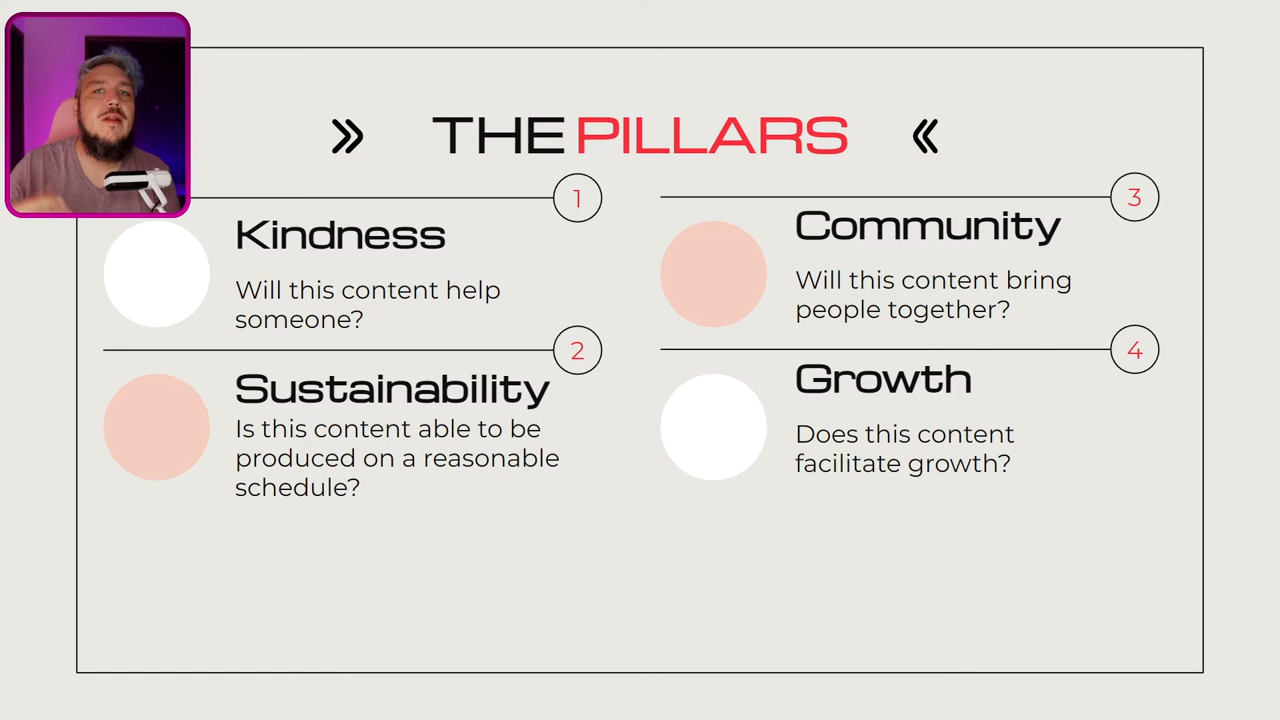 THE PILLARS
1
Kindness
Will this content help
someone?
2
Sustainability
Is this content able to be
produced on a reasonable
schedule?
3
Community
Will this content bring
people together?
4
Growth
Does this content
facilitate growth?